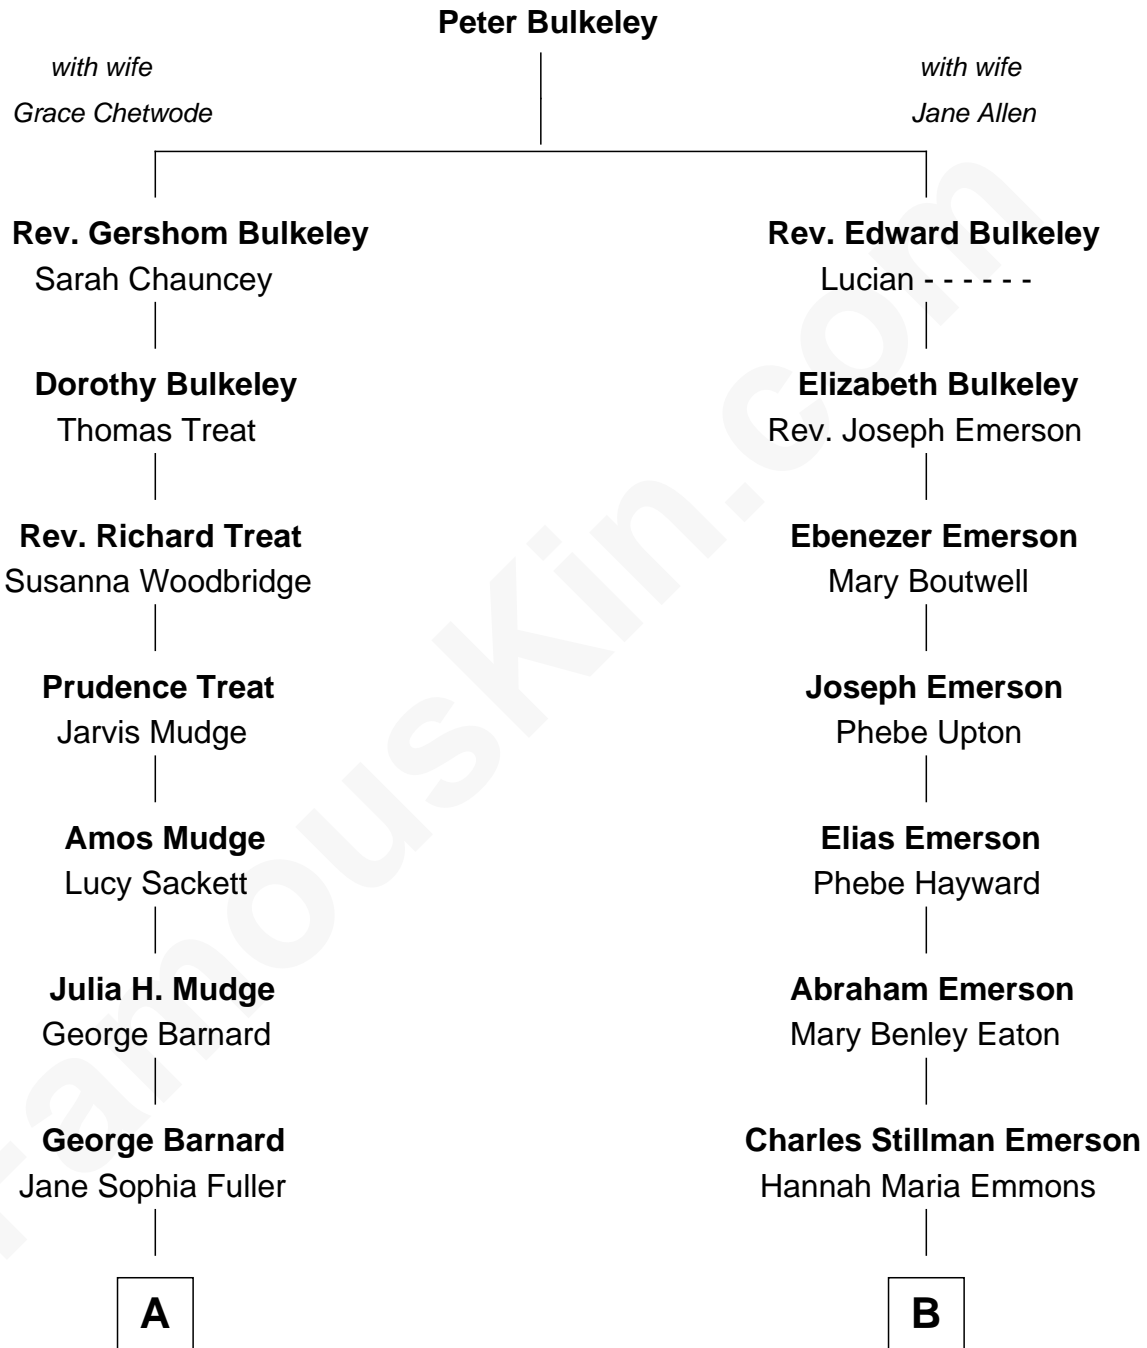 Peter Bulkeley
with wife
Grace Chetwode
with wife
Jane Allen
Rev. Gershom Bulkeley
Sarah Chauncey
Rev. Edward Bulkeley
Lucian - - - - - -
Dorothy Bulkeley
Thomas Treat
Elizabeth Bulkeley
Rev. Joseph Emerson
Rev. Richard Treat
Susanna Woodbridge
Ebenezer Emerson
Mary Boutwell
Prudence Treat
Jarvis Mudge
Joseph Emerson
Phebe Upton
Amos Mudge
Lucy Sackett
Elias Emerson
Phebe Hayward
Julia H. Mudge
George Barnard
Abraham Emerson
Mary Benley Eaton
George Barnard
Jane Sophia Fuller
Charles Stillman Emerson
Hannah Maria Emmons
A
B
FamousKin.com